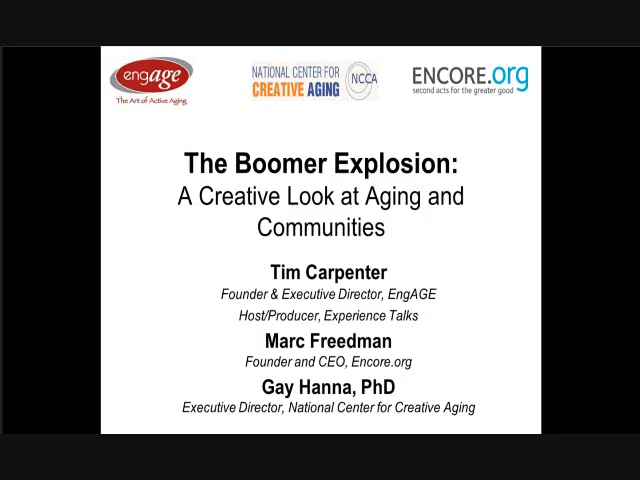 engage
The Art of Active Aging
NATIONAL CENTER FOR
CREATIVE AGING
NCCA
ENCORE.org
second acts for the greater good
The Boomer Explosion:
A Creative Look at Aging and
Communities
Tim Carpenter
Founder & Executive Director, EngAGE
Host/Producer, Experience Talks
Marc Freedman
Founder and CEO, Encore.org
Gay Hanna, PhD
Executive Director, National Center for Creative Aging